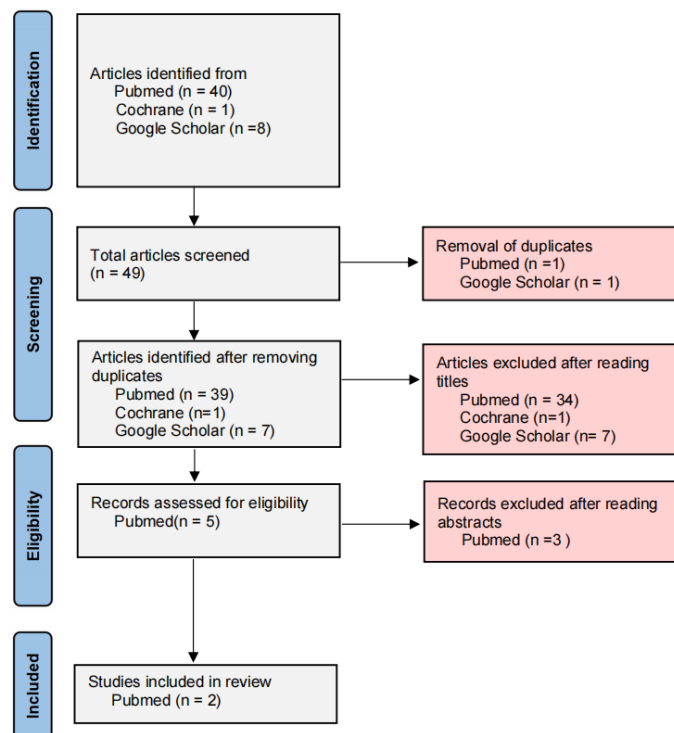 Identification
Articles identified from
Pubmed (n = 40)
Cochrane (n = 1)
Google Scholar (n =8)
Screening
Total articles screened
(n = 49)
Removal of duplicates
Pubmed (n =1)
Google Scholar (n = 1)
Articles identified after removing
duplicates
Pubmed (n = 39)
Cochrane (n=1)
Google Scholar (n = 7)
Articles excluded after reading
titles
Pubmed (n = 34)
Cochrane (n=1)
Google Scholar (n= 7)
Eligibility
Records assessed for eligibility
Pubmed(n = 5)
Records excluded after reading
abstracts
Pubmed (n =3 )
Included
Studies included in review
Pubmed (n = 2)